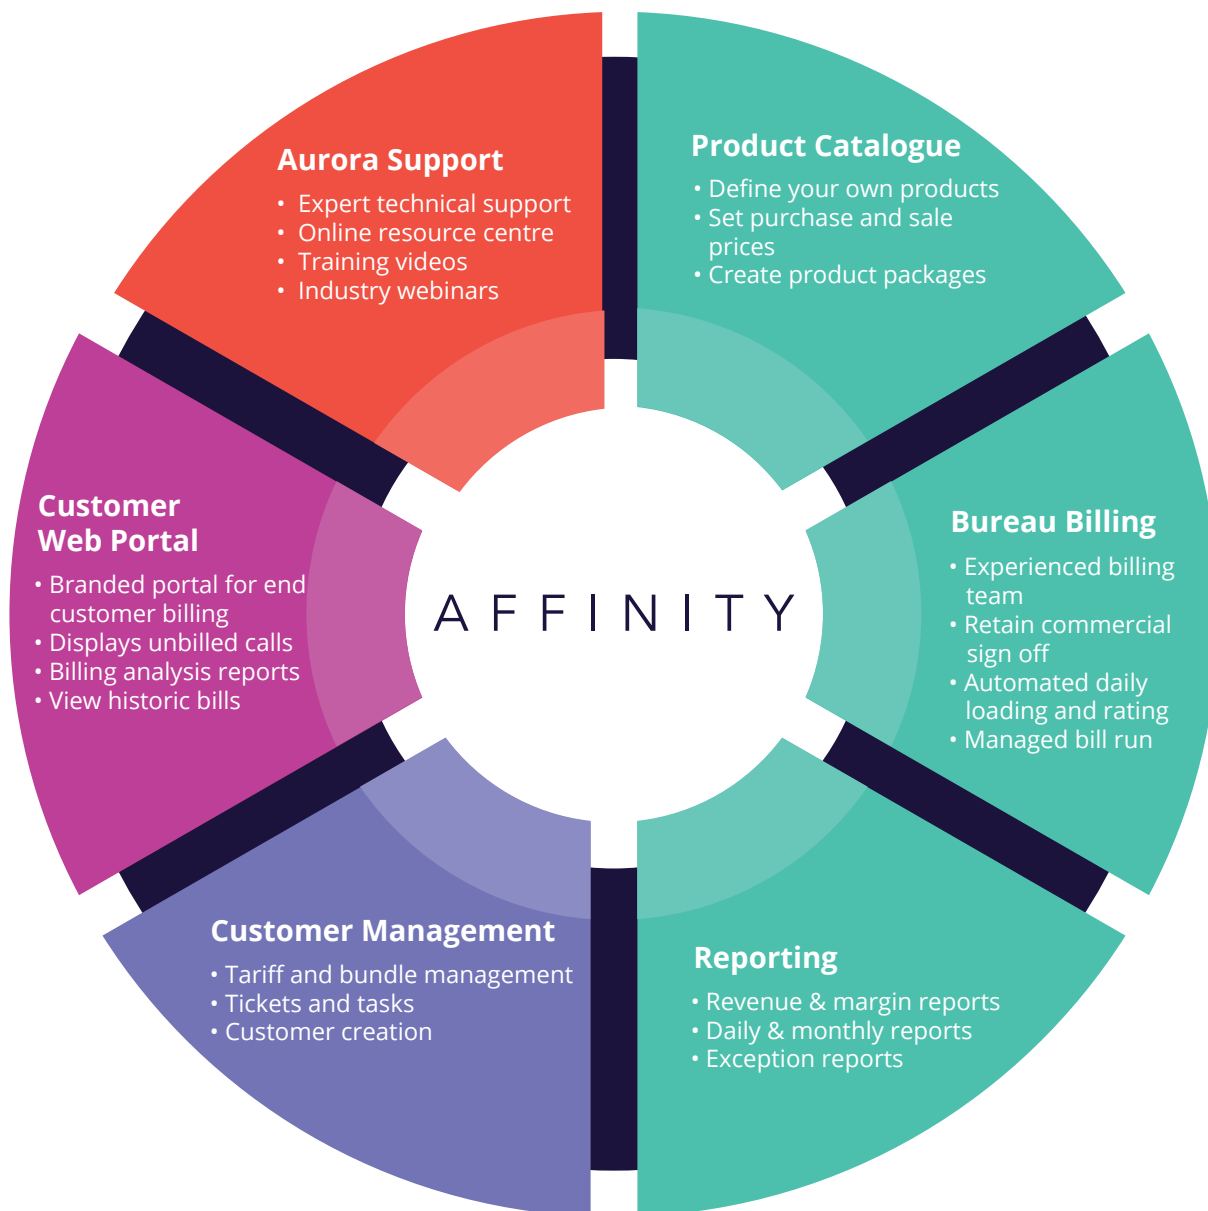 Aurora Support
• Expert technical support
• Online resource centre
• Training videos
• Industry webinars
Product Catalogue
• Define your own products
• Set purchase and sale
prices
• Create product packages
Bureau Billing
• Experienced billing
team
• Retain commercial
sign off
• Automated daily
loading and rating
• Managed bill run
Reporting
• Revenue & margin reports
• Daily & monthly reports
• Exception reports
Customer Management
• Tariff and bundle management
• Tickets and tasks
• Customer creation
Customer
Web Portal
• Branded portal for end
customer billing
• Displays unbilled calls
• Billing analysis reports
• View historic bills
AFFINITY